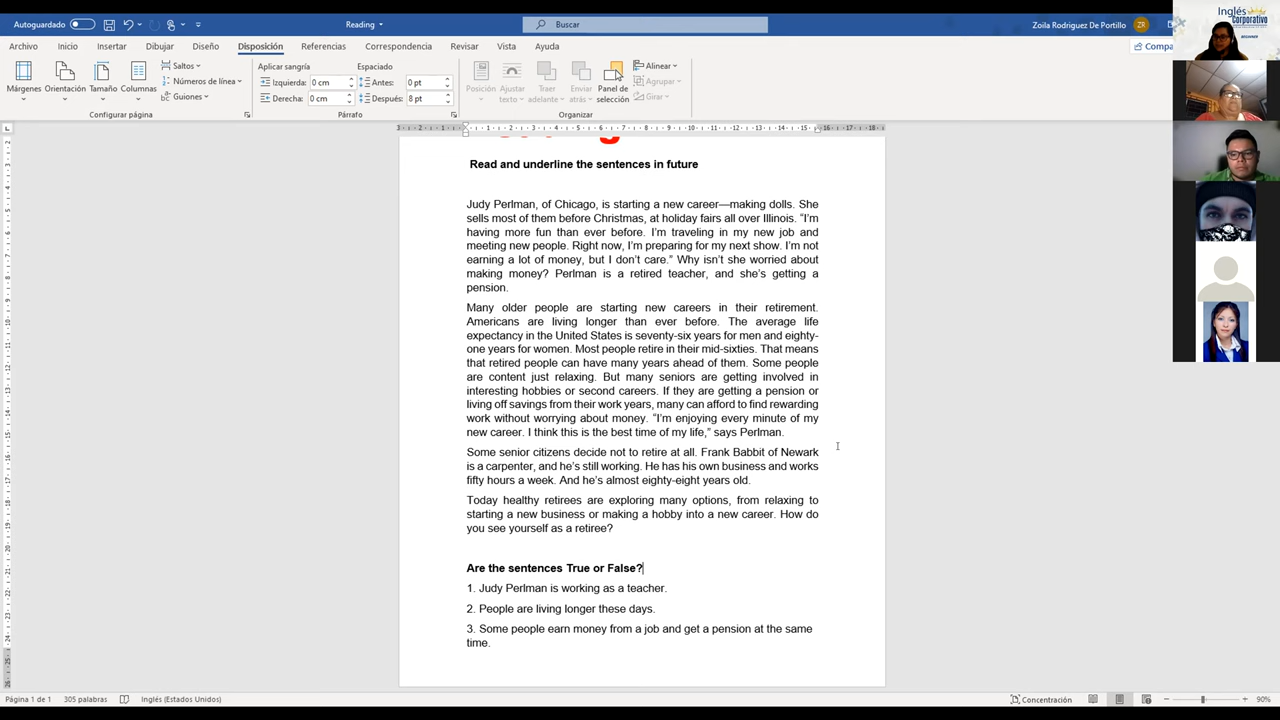 Autoguardado
Reading
Buscar
Zoila Rodriguez De Portillo
ZR
Inglés
Corporativo
Archivo
Inicio
Insertar
Dibujar
Diseño
Disposición
Referencias
Correspondencia
Revisar
Vista
Ayuda
Compa
Márgenes
Orientación
Tamaño
Columnas
Saltos
Números de línea
Guiones
Configurar página
Aplicar sangría
Izquierda: 0 cm
Derecha: 0 cm
Espaciado
Antes: 0 pt
Después: 8 pt
Párrafo
Posición
Ajustar texto
Traer adelante
Enviar atrás
Panel de selección
Alinear
Agrupar
Girar
Organizar
Read and underline the sentences in future
Judy Perlman, of Chicago, is starting a new career—making dolls. She
sells most of them before Christmas, at holiday fairs all over Illinois. “I’m
having more fun than ever before. I’m traveling in my new job and
meeting new people. Right now, I’m preparing for my next show. I’m not
earning a lot of money, but I don’t care.” Why isn’t she worried about
making money? Perlman is a retired teacher, and she’s getting a
pension.
Many older people are starting new careers in their retirement.
Americans are living longer than ever before. The average life
expectancy in the United States is seventy-six years for men and eighty-
one years for women. Most people retire in their mid-sixties. That means
that retired people can have many years ahead of them. Some people
are content just relaxing. But many seniors are getting involved in
interesting hobbies or second careers. If they are getting a pension or
living off savings from their work years, many can afford to find rewarding
work without worrying about money. “I’m enjoying every minute of my
new career. I think this is the best time of my life,” says Perlman.
Some senior citizens decide not to retire at all. Frank Babbit of Newark
is a carpenter, and he’s still working. He has his own business and works
fifty hours a week. And he’s almost eighty-eight years old.
Today healthy retirees are exploring many options, from relaxing to
starting a new business or making a hobby into a new career. How do
you see yourself as a retiree?
Are the sentences True or False?
1. Judy Perlman is working as a teacher.
2. People are living longer these days.
3. Some people earn money from a job and get a pension at the same
time.
Página 1 de 1
305 palabras
Inglés (Estados Unidos)
Concentración
90%